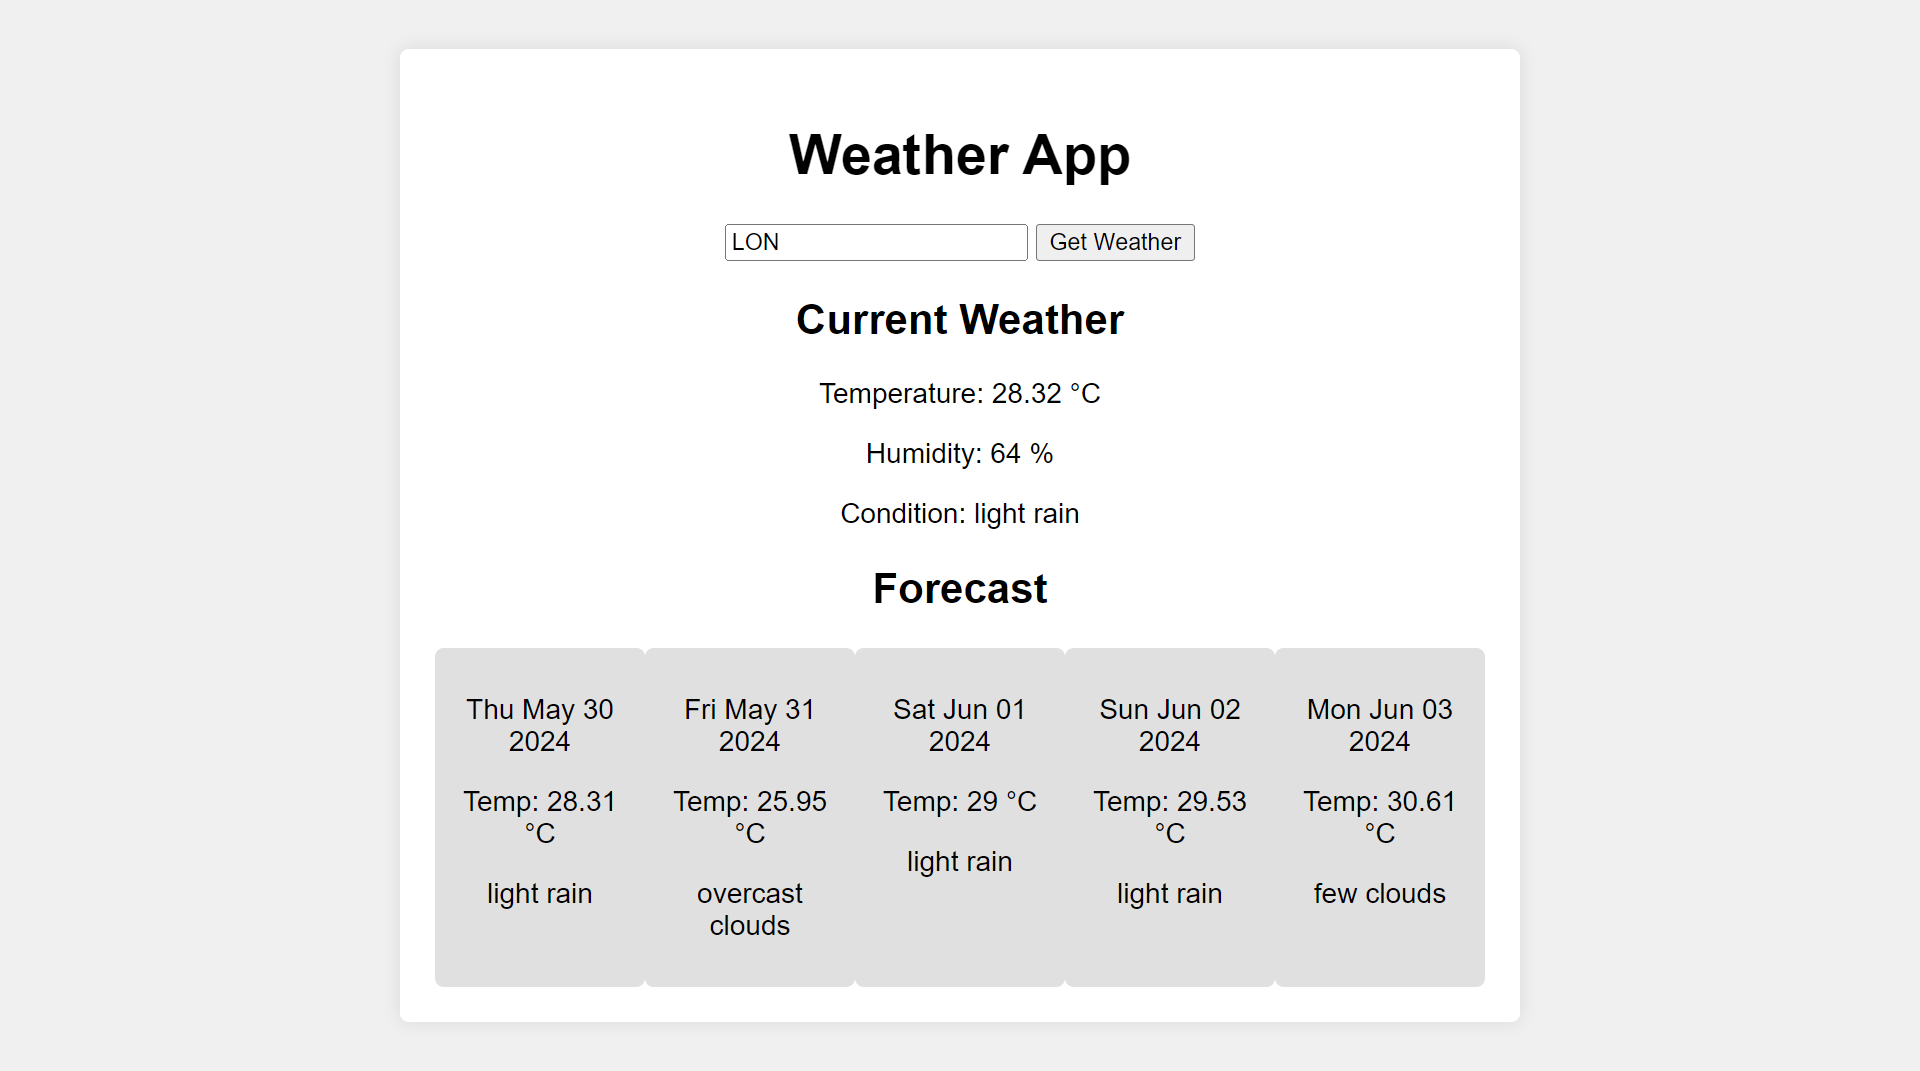 Weather App
LON
Get Weather
Current Weather
Temperature: 28.32 °C
Humidity: 64 %
Condition: light rain
Forecast
Thu May 30
2024
Temp: 28.31
°C
light rain
Fri May 31
2024
Temp: 25.95
°C
overcast
clouds
Sat Jun 01
2024
Temp: 29 °C
light rain
Sun Jun 02
2024
Temp: 29.53
°C
light rain
Mon Jun 03
2024
Temp: 30.61
°C
few clouds